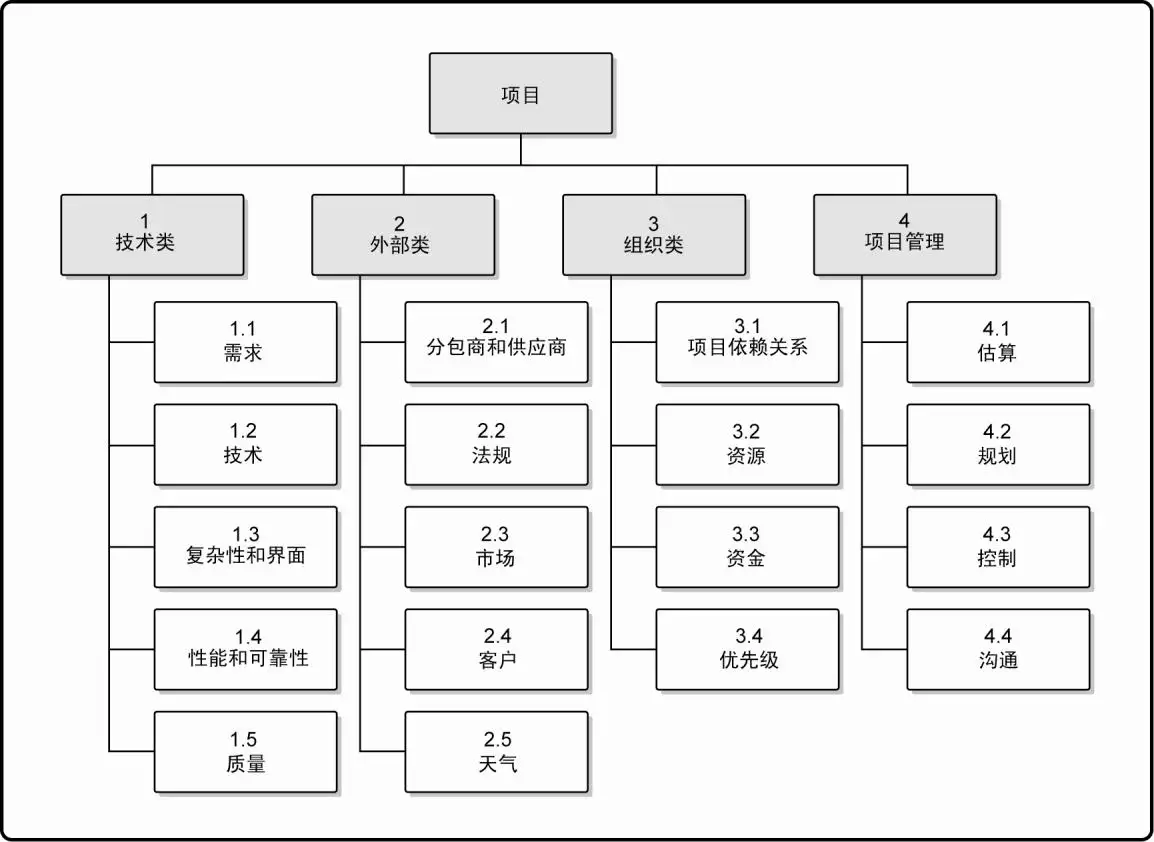 项目
1
技术类
1.1
需求
1.2
技术
1.3
复杂性和界面
1.4
性能和可靠性
1.5
质量
2
外部类
2.1
分包商和供应商
2.2
法规
2.3
市场
2.4
客户
2.5
天气
3
组织类
3.1
项目依赖关系
3.2
资源
3.3
资金
3.4
优先级
4
项目管理
4.1
估算
4.2
规划
4.3
控制
4.4
沟通